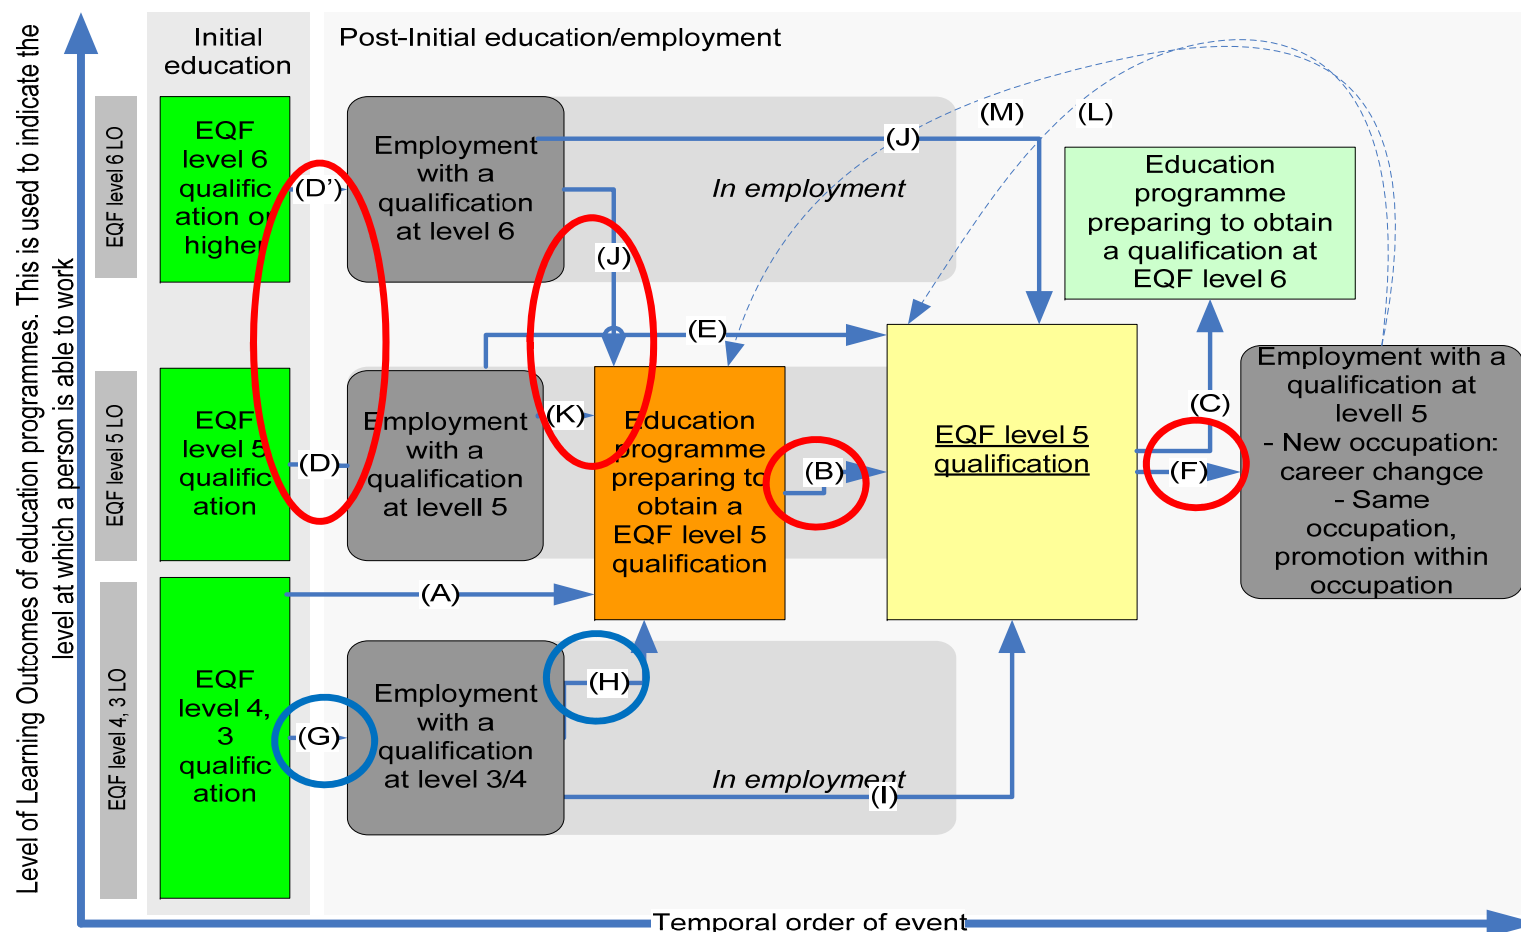 Level of Learning Outcomes of education programmes. This is used to indicate the
level at which a person is able to work
Initial
education
Post-Initial education/employment
EQF level 6 LO
EQF
level 6
qualific
ation or
higher
(D')
Employment
with a
qualification
at level 6
(J)
(M)
(L)
In employment
(J)
Education
programme
preparing to obtain
a qualification at
EQF level 6
(E)
EQF level 5 LO
EQF
level 5
qualific
ation
(D)
Employment
with a
qualification
at levell 5
(K)
Education
programme
preparing to
obtain a
EQF level 5
qualification
(B)
EQF level 5
qualification
(C)
(F)
Employment with a
qualification at
levell 5
- New occupation:
career changce
- Same
occupation,
promotion within
occupation
(A)
EQF level 4, 3 LO
EQF
level 4,
3
qualific
ation
(G)
Employment
with a
qualification
at level 3/4
(H)
In employment
(I)
Temporal order of event